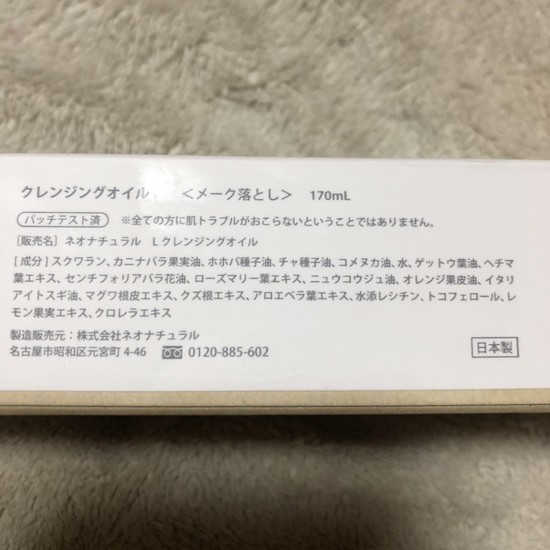 クレンジングオイル <メーク落とし> 170mL
パッチテスト済 ※全ての方に肌トラブルがおこらないということではありません。
[販売名] ネオナチュラル L クレンジングオイル
[ 成分 ] スクワラン、カニナバラ果実油、ホホバ種子油、チャ種子油、コメヌカ油、水、ゲットウ葉油、ヘチマ
葉エキス、センチフォリアバラ花油、ローズマリー葉エキス、ニュウコウジュ油、オレンジ果皮油、イタリ
アイトスギ油、マグワ根皮エキス、クズ根エキス、アロエベラ葉エキス、水添レシチン、トコフェロール、レ
モン果実エキス、クロレラエキス
製造販売元：株式会社ネオナチュラル
名古屋市昭和区元宮町 4-46 0120-885-602
日本製